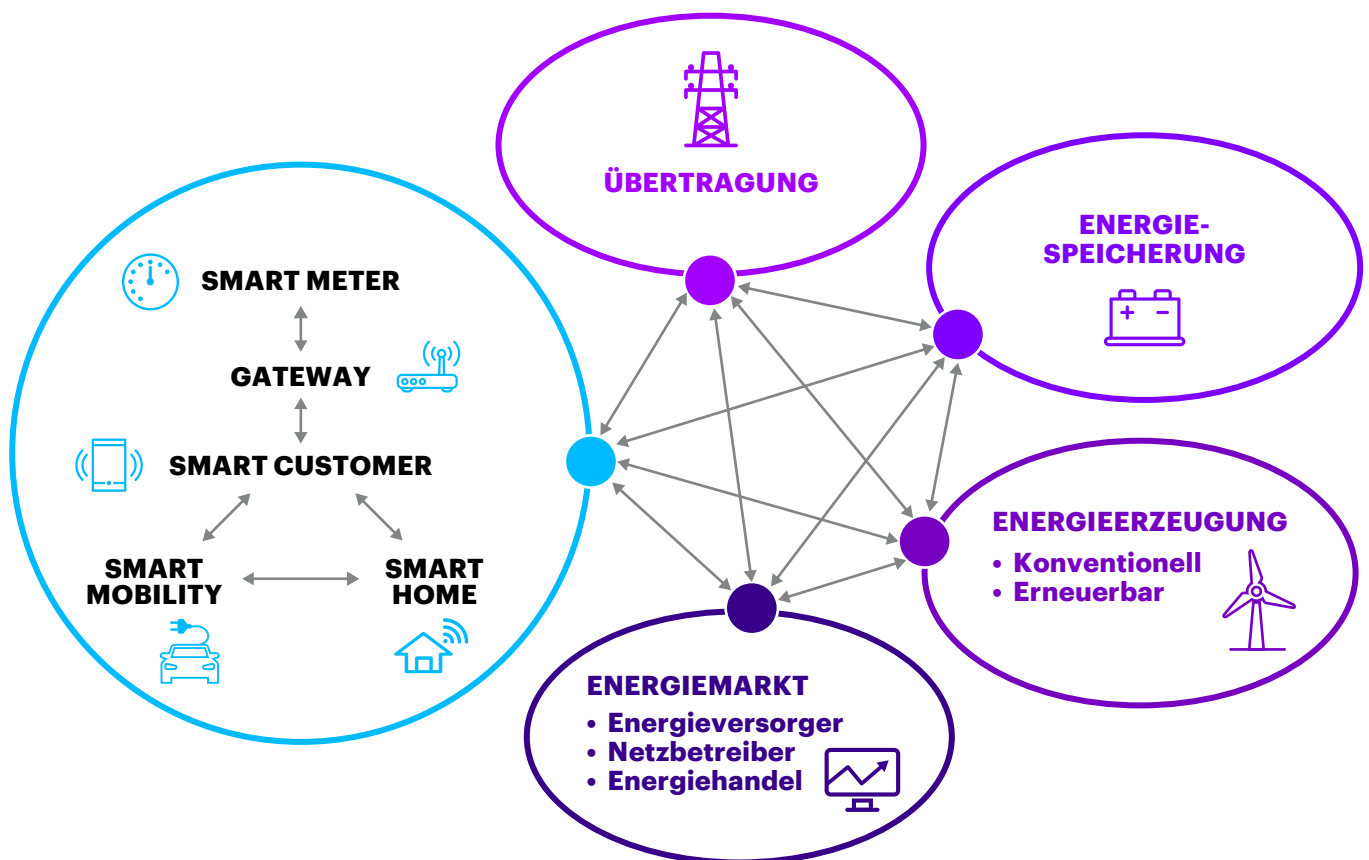 ÜBERTRAGUNG
ENERGIE-
SPEICHERUNG
SMART METER
GATEWAY
SMART CUSTOMER
SMART
MOBILITY
SMART
HOME
ENERGIEERZEUGUNG
• Konventionell
• Erneuerbar
ENERGIEMARKT
• Energieversorger
• Netzbetreiber
• Energiehandel